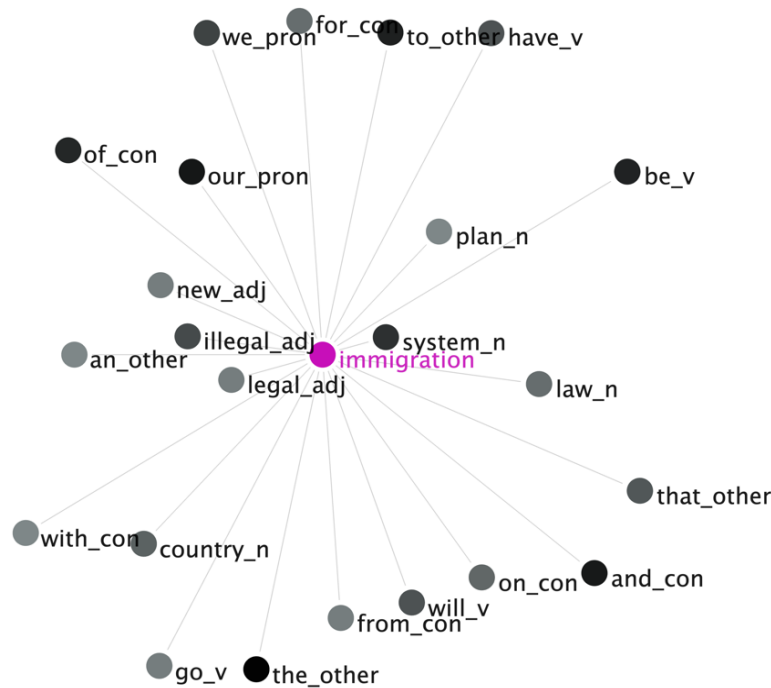 for_con
we_pron
to_other
have_v
of_con
our_pron
be_v
plan_n
new_adj
illegal_adj
system_n
an_other
immigration
legal_adj
law_n
that_other
with_con
country_n
on_con
and_con
will_v
from_con
go_v
the_other